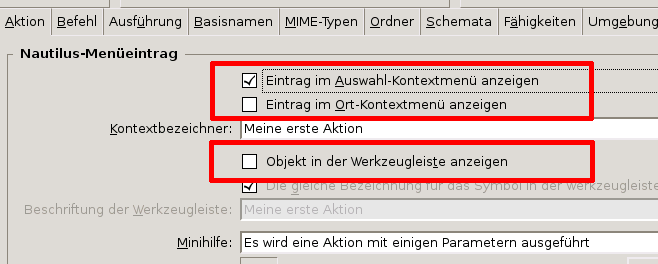 Aktion Befehl Ausführung Basisnamen MIME-Typen Ordner Schemata Fähigkeiten Umgebung
Nautilus-Menüeintrag
Eintrag im Auswahl-Kontextmenü anzeigen
Eintrag im Ort-Kontextmenü anzeigen
Kontextbezeichner: Meine erste Aktion
Objekt in der Werkzeugleiste anzeigen
Die gleiche Bezeichnung für das Symbol in der Werkzeugleiste
Beschriftung der Werkzeugleiste: Meine erste Aktion
Minihilfe: Es wird eine Aktion mit einigen Parametern ausgeführt